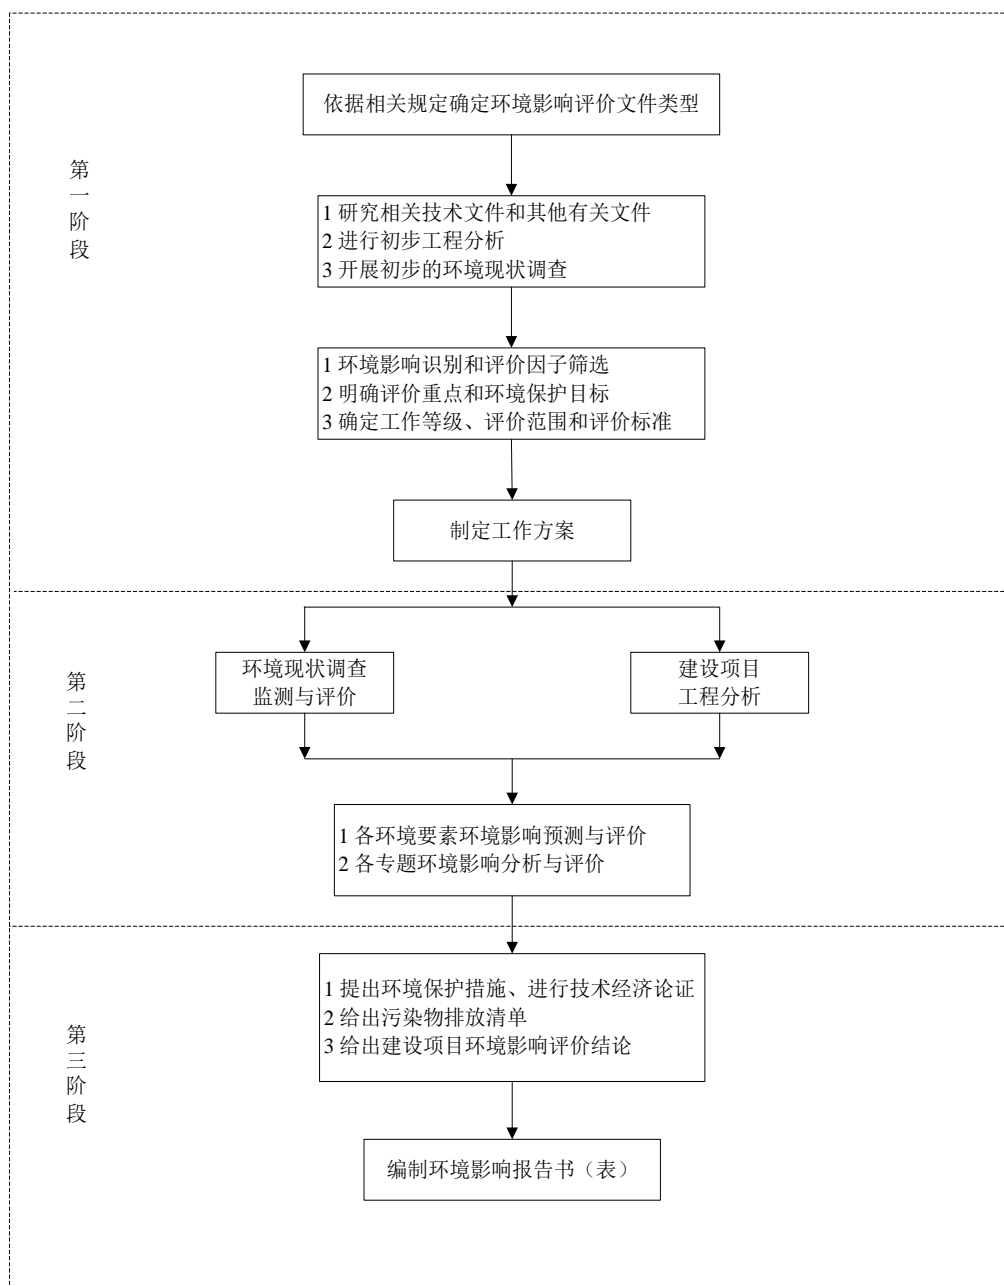 依据相关规定确定环境影响评价文件类型
第一阶段
1 研究相关技术文件和其他有关文件
2 进行初步工程分析
3 开展初步的环境现状调查
1 环境影响识别和评价因子筛选
2 明确评价重点和环境保护目标
3 确定工作等级、评价范围和评价标准
制定工作方案
第二阶段
环境现状调查
监测与评价
建设项目
工程分析
1 各环境要素环境影响预测与评价
2 各专题环境影响分析与评价
第三阶段
1 提出环境保护措施、进行技术经济论证
2 给出污染物排放清单
3 给出建设项目环境影响评价结论
编制环境影响报告书（表）